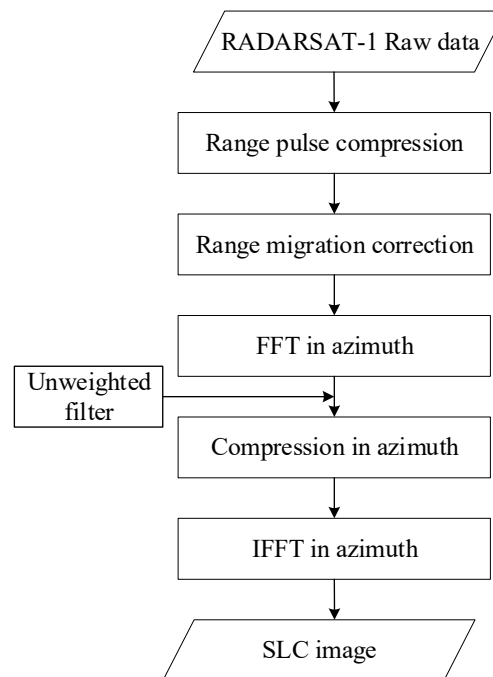 RADARSAT-1 Raw data
Range pulse compression
Range migration correction
FFT in azimuth
Unweighted
filter
Compression in azimuth
IFFT in azimuth
SLC image